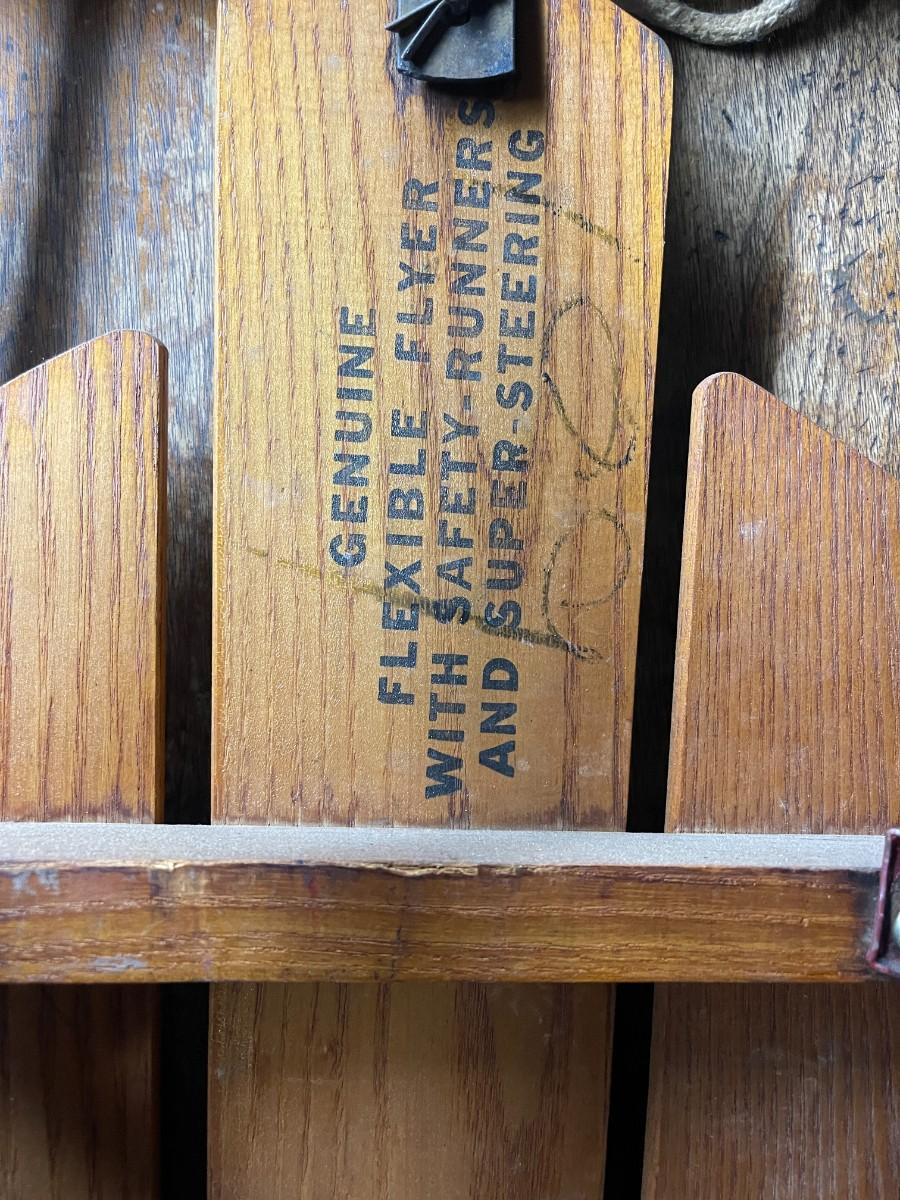 GENUINE
FLEXIBLE FLYER
WITH SAFETY-RUNNERS
AND SUPER-STEERING